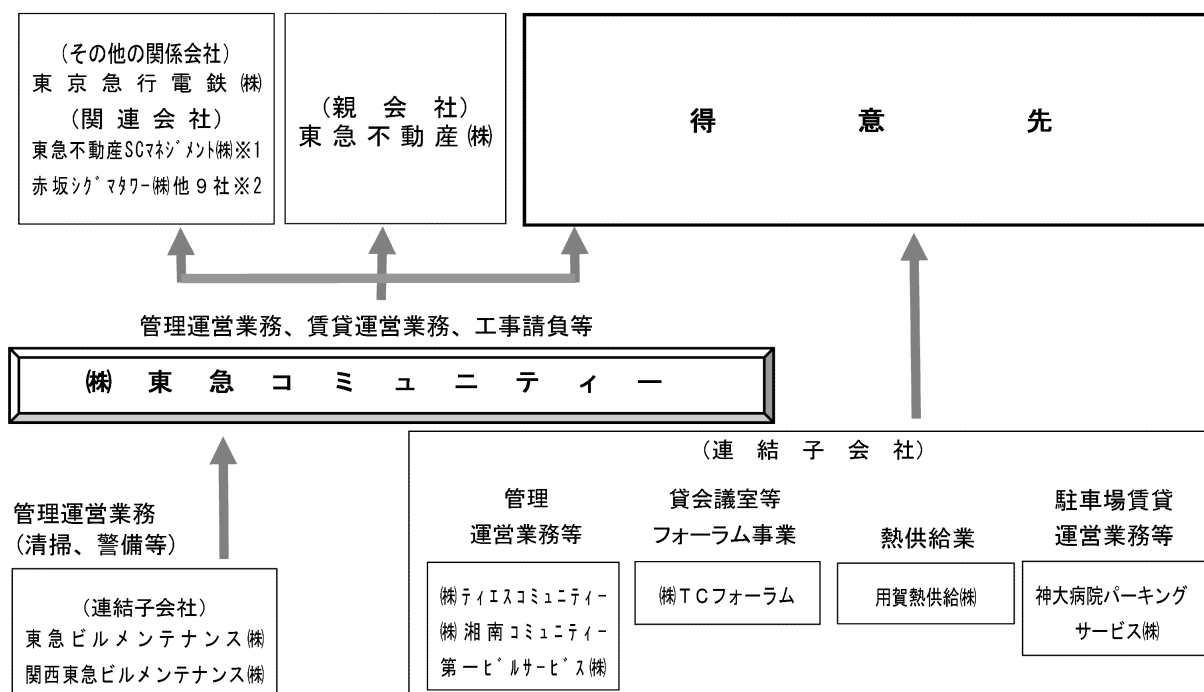 (その他の関係会社)
東京急行電鉄㈱
(関連会社)
東急不動産SCﾏﾈｼﾞﾒﾝﾄ㈱※1
赤坂ｼｸﾞﾏﾀﾜｰ㈱他9社※2
(親会社)
東急不動産㈱
得意先
管理運営業務、賃貸運営業務、工事請負等
㈱東急コミュニティー
管理運営業務
(清掃、警備等)
(連結子会社)
東急ビルメンテナンス㈱
関西東急ビルメンテナンス㈱
(連結子会社)
管理
運営業務等
㈱ティエスコミュニティー
㈱湘南コミュニティー
第一ﾋﾞﾙｻｰﾋﾞｽ㈱
貸会議室等
フォーラム事業
㈱TCフォーラム
熱供給業
用賀熱供給㈱
駐車場賃貸
運営業務等
神大病院パーキング
サービス㈱